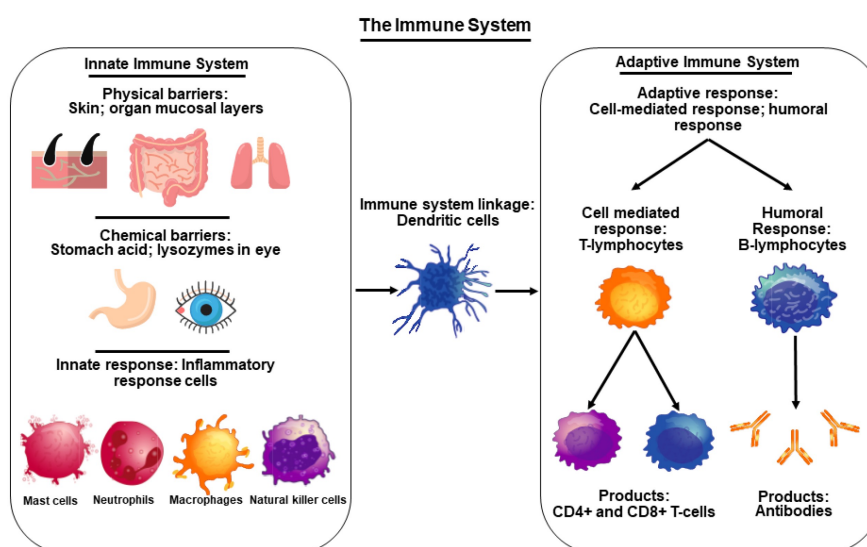 The Immune System
Innate Immune System
Physical barriers:
Skin; organ mucosal layers
Chemical barriers:
Stomach acid; lysozymes in eye
Innate response: Inflammatory
response cells
Mast cells
Neutrophils
Macrophages
Natural killer cells
Immune system linkage:
Dendritic cells
Adaptive Immune System
Adaptive response:
Cell-mediated response; humoral
response
Cell mediated
response:
T-lymphocytes
Humoral
Response:
B-lymphocytes
Products:
CD4+ and CD8+ T-cells
Products:
Antibodies